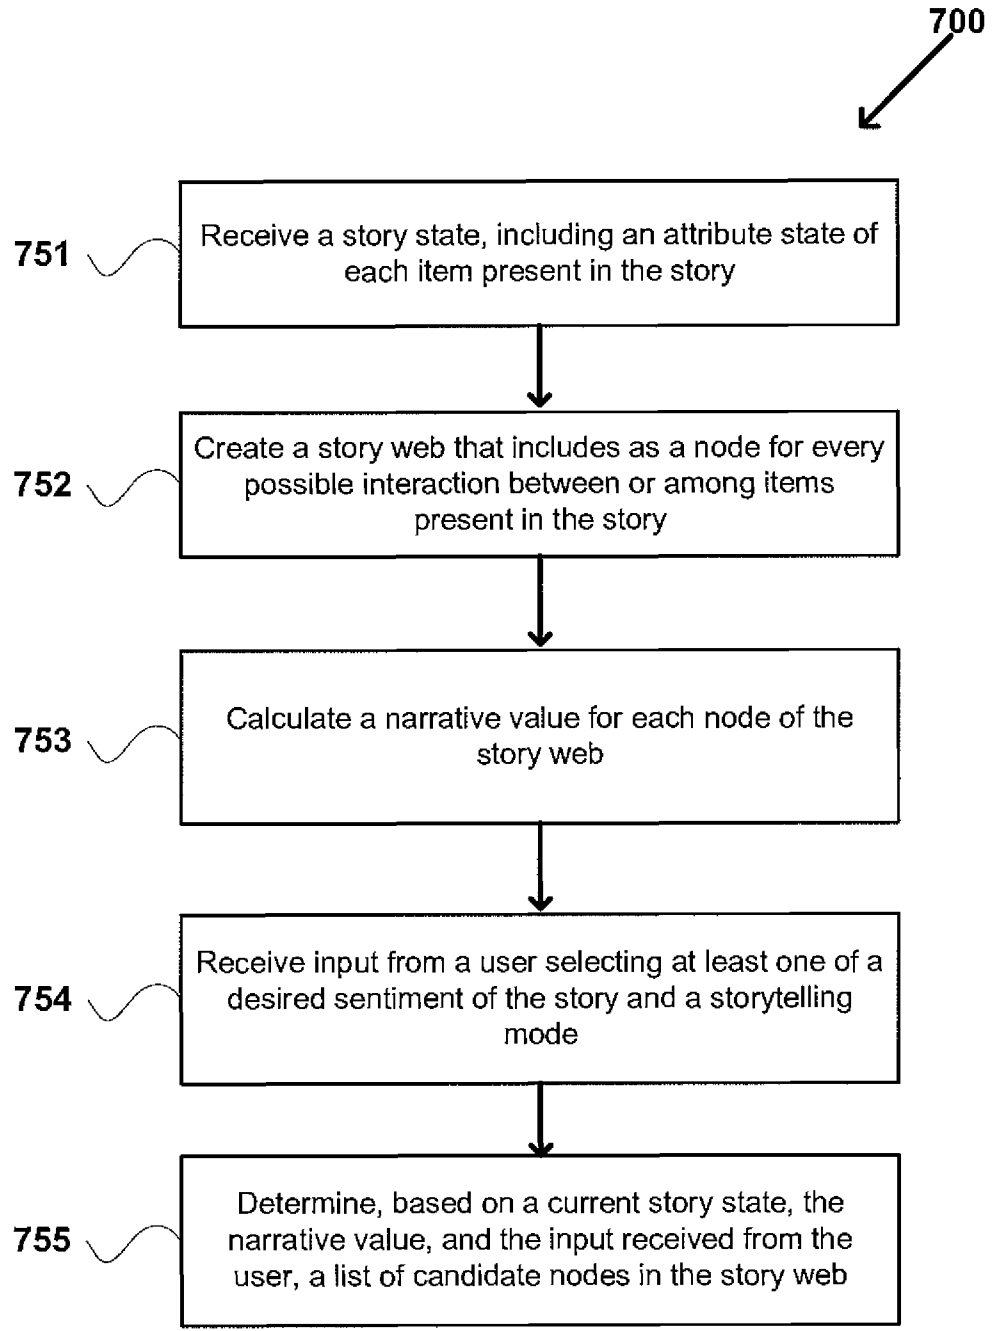 700
751
Receive a story state, including an attribute state of
each item present in the story
752
Create a story web that includes as a node for every
possible interaction between or among items
present in the story
753
Calculate a narrative value for each node of the
story web
754
Receive input from a user selecting at least one of a
desired sentiment of the story and a storytelling
mode
755
Determine, based on a current story state, the
narrative value, and the input received from the
user, a list of candidate nodes in the story web